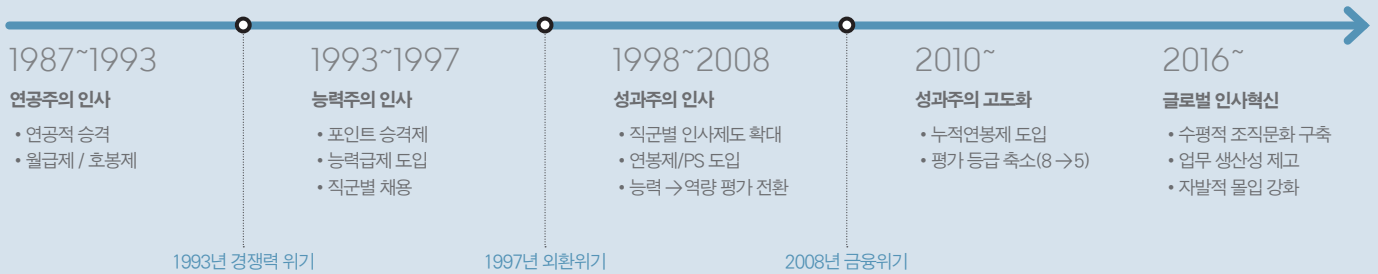 1987~1993
연공주의 인사
• 연공적 승격
• 월급제 / 호봉제
1993~1997
능력주의 인사
• 포인트 승격제
• 능력급제 도입
• 직군별 채용
1998~2008
성과주의 인사
• 직군별 인사제도 확대
• 연봉제/PS 도입
• 능력 →역량 평가 전환
2010~
성과주의 고도화
• 누적연봉제 도입
• 평가 등급 축소(8 →5)
2016~
글로벌 인사혁신
• 수평적 조직문화 구축
• 업무 생산성 제고
• 자발적 몰입 강화
1993년 경쟁력 위기
1997년 외환위기
2008년 금융위기